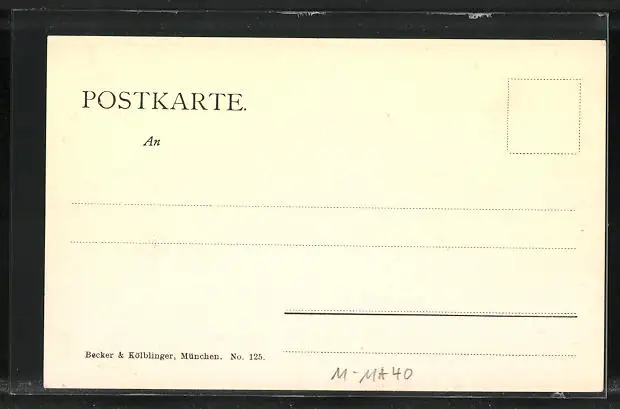 POSTKARTE.
An
Becker & Kölblinger, München. No. 125.
M-MA40